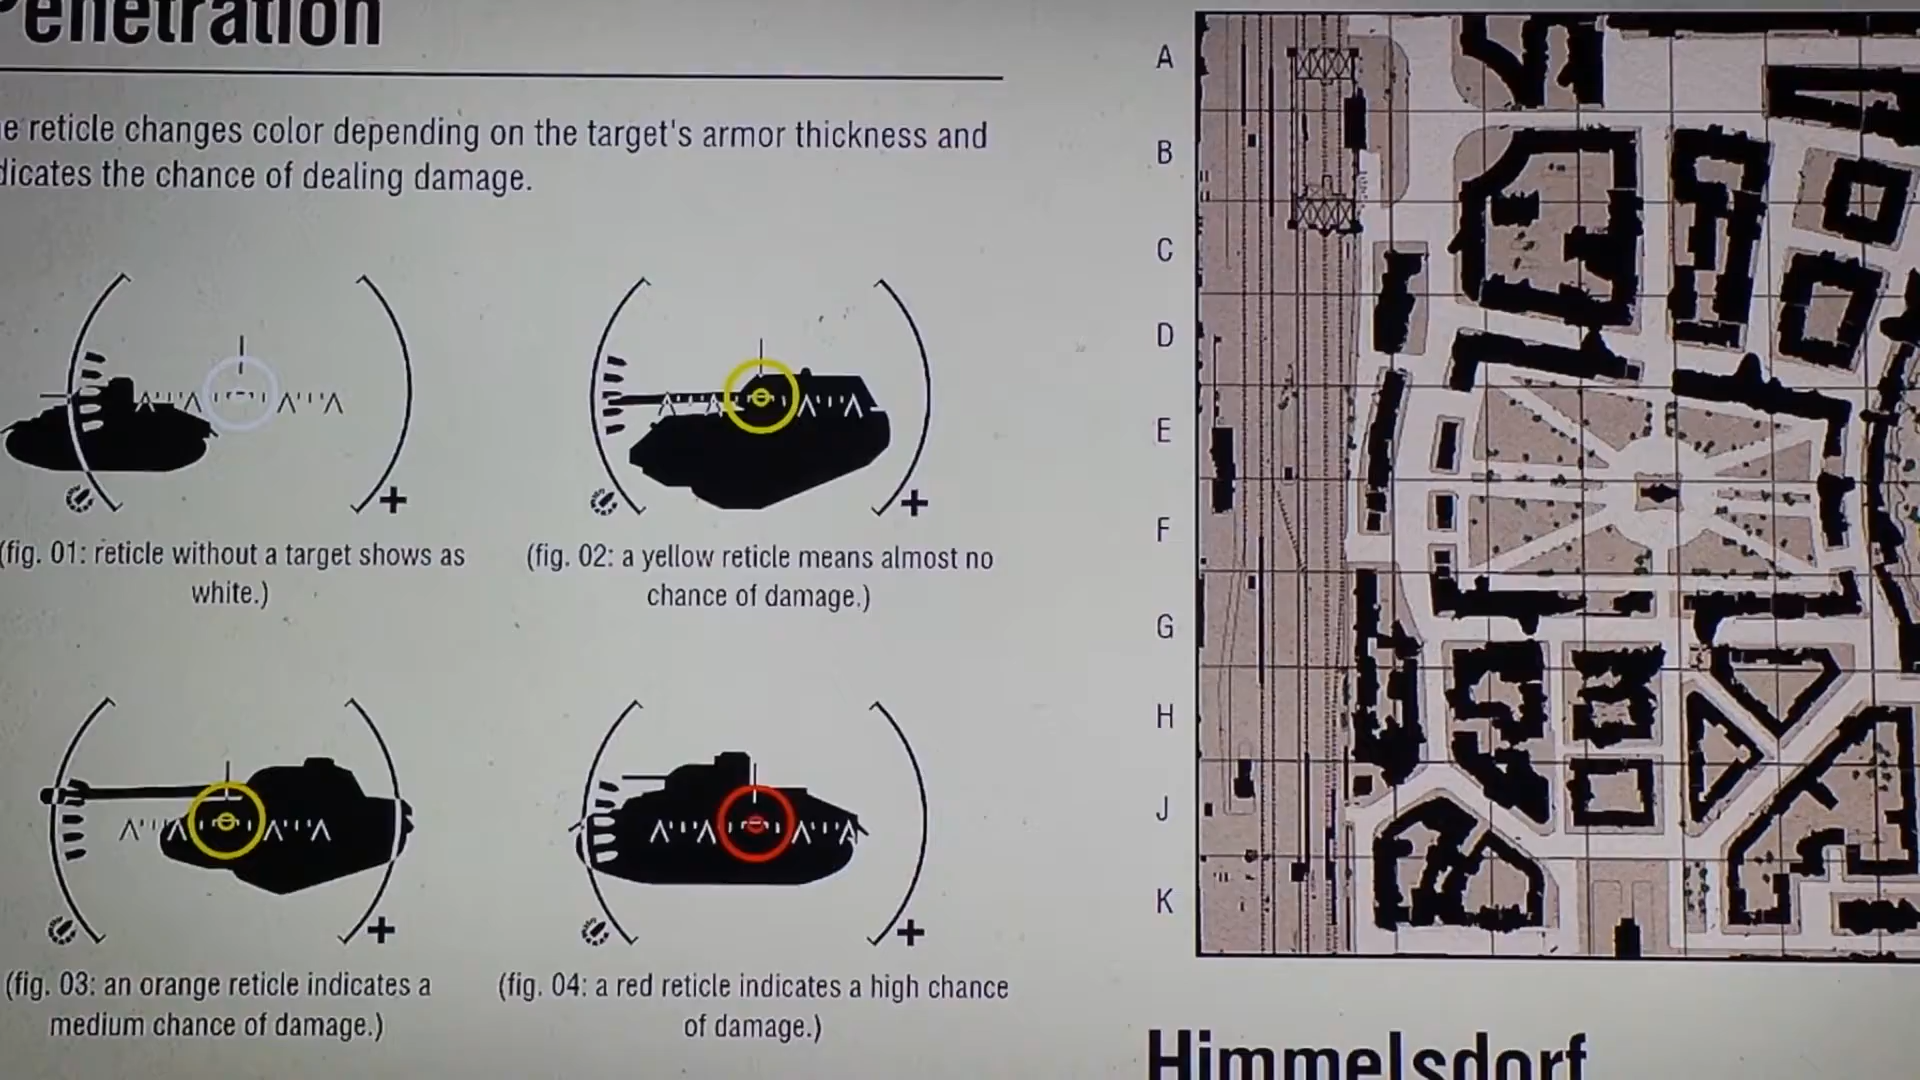 Penetration
e reticle changes color depending on the target's armor thickness and
dicates the chance of dealing damage.
(fig. 01: reticle without a target shows as
white.)
(fig. 02: a yellow reticle means almost no
chance of damage.)
(fig. 03: an orange reticle indicates a
medium chance of damage.)
(fig. 04: a red reticle indicates a high chance
of damage.)
A
B
C
D
E
F
G
H
J
K
Himmelsdorf